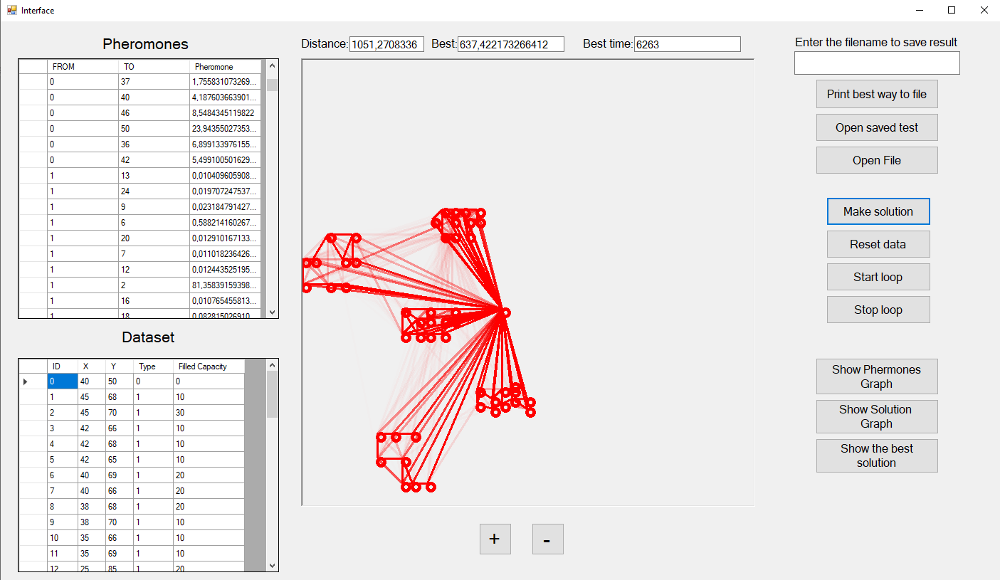 Interface
Pheromones
FROM TO Pheromone
0 37 1,755831073269...
0 40 4,187603663901...
0 46 8,5484345119822
0 50 23,94355027353...
0 36 6,899133976155...
0 42 5,499100501629...
1 13 0,010409605908...
1 24 0,019707247537...
1 9 0,023184791427...
1 6 0,588214160267...
1 20 0,012910167133...
1 7 0,011018236426...
1 12 0,012443525195...
1 2 81,35839159398...
1 16 0,010765455813...
1 18 0,082815026910
Dataset
ID X Y Type Filled Capacity
0 40 50 0 0
1 45 68 1 10
2 45 70 1 30
3 42 66 1 10
4 42 68 1 10
5 42 65 1 10
6 40 69 1 20
7 40 66 1 20
8 38 68 1 20
9 38 70 1 10
10 35 66 1 10
11 35 69 1 10
12 25 85 1 20
Distance: 1051,2708336 Best: 637,422173266412 Best time: 6263
+ -
Enter the filename to save result
Print best way to file
Open saved test
Open File
Make solution
Reset data
Start loop
Stop loop
Show Phermones
Graph
Show Solution
Graph
Show the best
solution